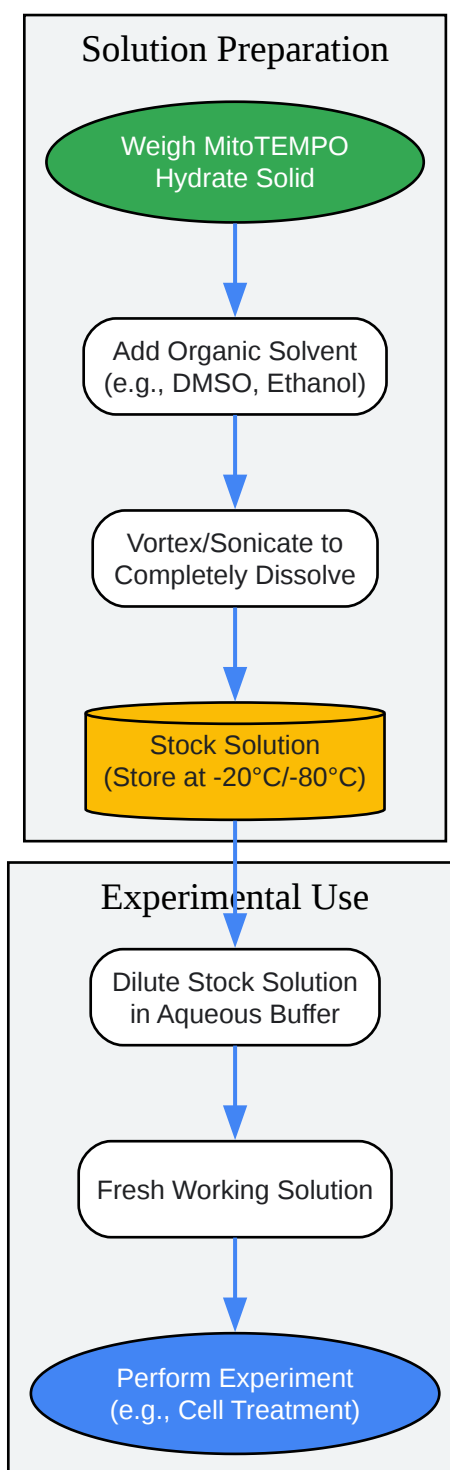 Solution Preparation
Weigh MitoTEMPO
Hydrate Solid
Add Organic Solvent
(e.g., DMSO, Ethanol)
Vortex/Sonicate to
Completely Dissolve
Stock Solution
(Store at -20°C/-80°C)
Experimental Use
Dilute Stock Solution
in Aqueous Buffer
Fresh Working Solution
Perform Experiment
(e.g., Cell Treatment)